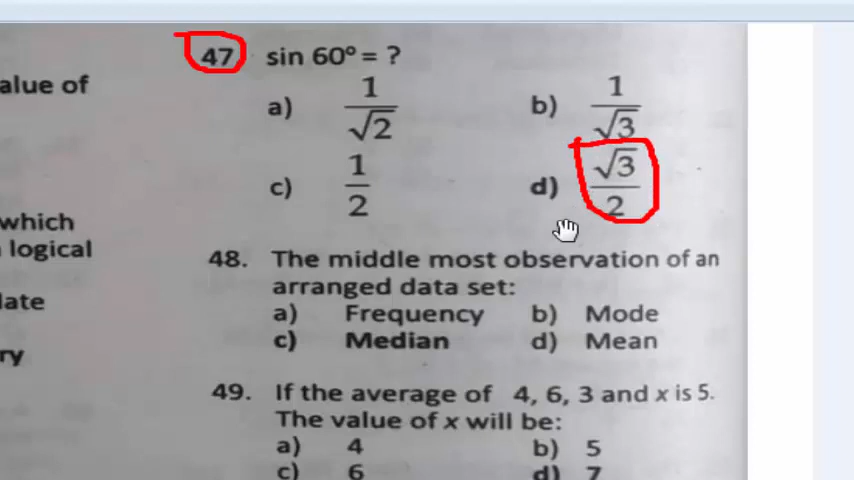 alue of
which
logical
late
ry
47 sin 60º = ?
a) 1/√2 b) 1/√3
c) 1/2 d) √3/2
48. The middle most observation of an
arranged data set:
a) Frequency b) Mode
c) Median d) Mean
49. If the average of 4, 6, 3 and x is 5.
The value of x will be:
a) 4 b) 5
c) 6 d) 7